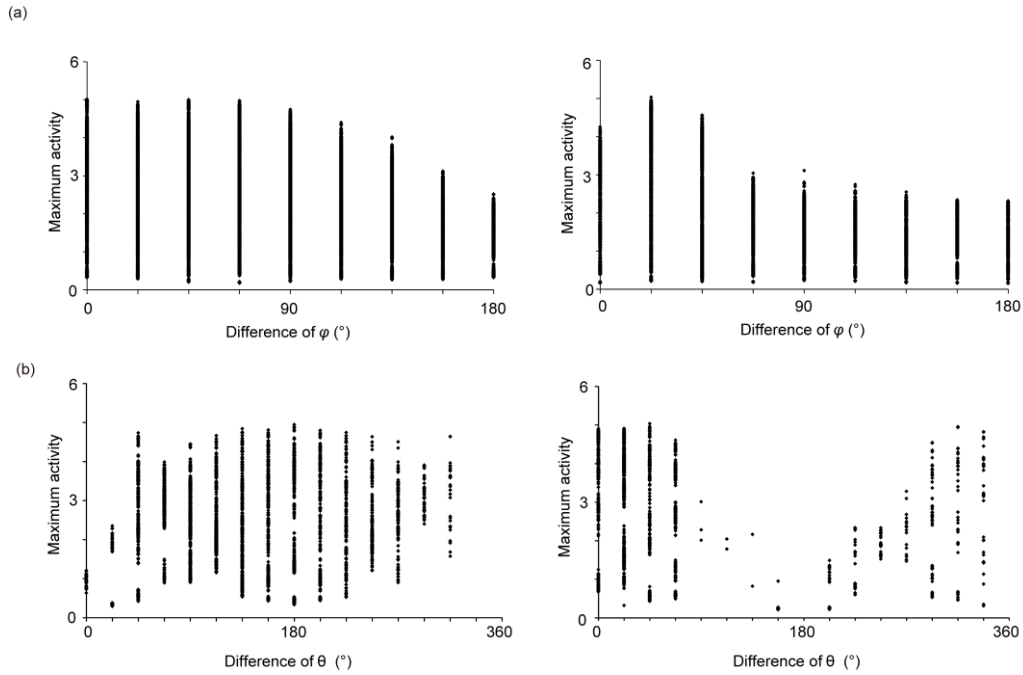 (a)
6
3
0
Maximum activity
0 90 180
Difference of φ (°)
6
3
0
Maximum activity
0 90 180
Difference of φ (°)
(b)
6
3
0
Maximum activity
0 180 360
Difference of θ (°)
6
3
0
Maximum activity
0 180 360
Difference of θ (°)